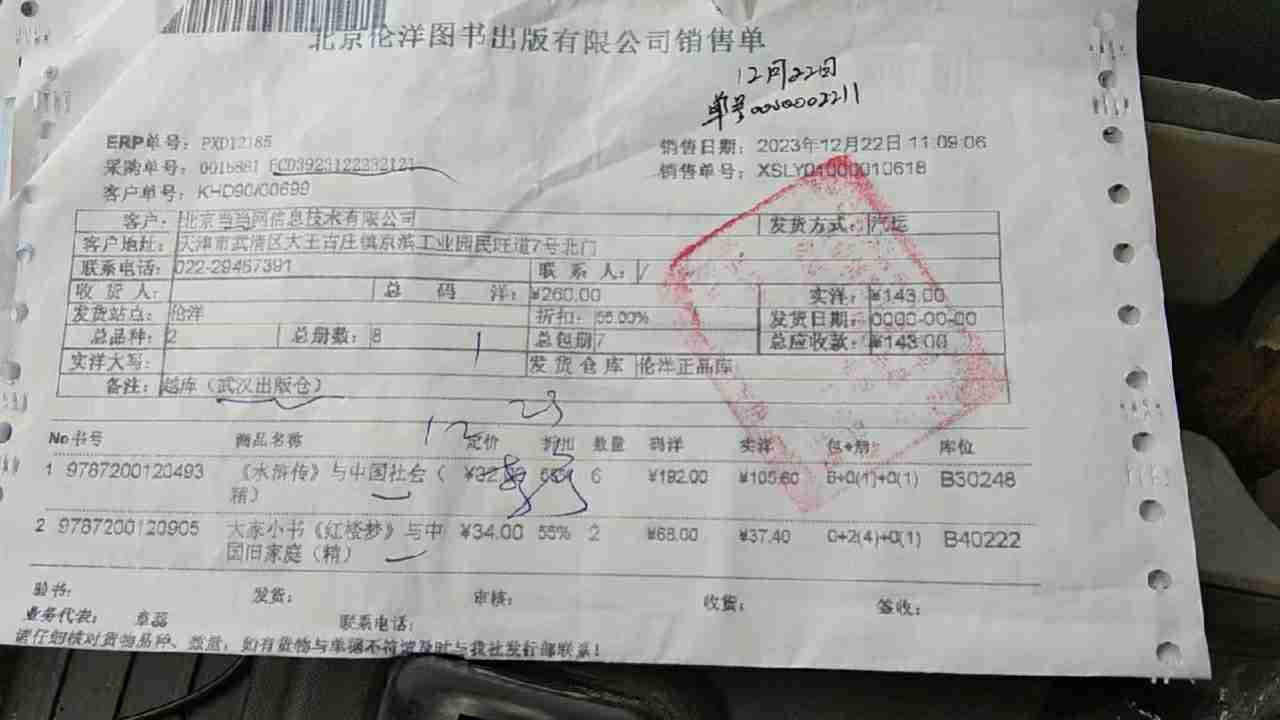 北京伦洋图书出版有限公司销售单
12月22日
单号0000002211
ERP单号: PXD12185
销售日期: 2023年12月22日 11:09:06
采购单号: 001b881 ECD3923122332121
销售单号: XSLY01000010618
客户单号: KHD90/00699
客户: 北京当当网信息技术有限公司 发货方式: 汽运
客户地址: 天津市武清区大王古庄镇京滨工业园民旺道7号北门
联系电话: 022-29467391 联系人: /
收货人: 总码洋: ¥260.00 实洋: ¥143.00
发货站点: 伦洋 折扣: 55.00% 发货日期: 0000-00-00
总品种: 2 总册数: 8 总包册 / 总应收款: ¥143.00
实洋大写: 发货仓库 伦洋正品库
备注: 越库(武汉出版仓)
12 23
No 书号 商品名称 定价 折扣 数量 码洋 实洋 包+册 库位
1 9787200120493 《水浒传》与中国社会( 6 ¥192.00 ¥105.60 6+0(1)+0(1) B30248
精)
2 9787200120905 大家小书《红楼梦》与中 ¥34.00 55% 2 ¥68.00 ¥37.40 0+2(4)+0(1) B40222
国旧家庭(精)
验书: 发货: 审核: 收货: 签收:
业务代表: 章磊 联系电话:
请仔细核对货物品种、数量, 如有货物与单据不符请及时与我社发行部联系!